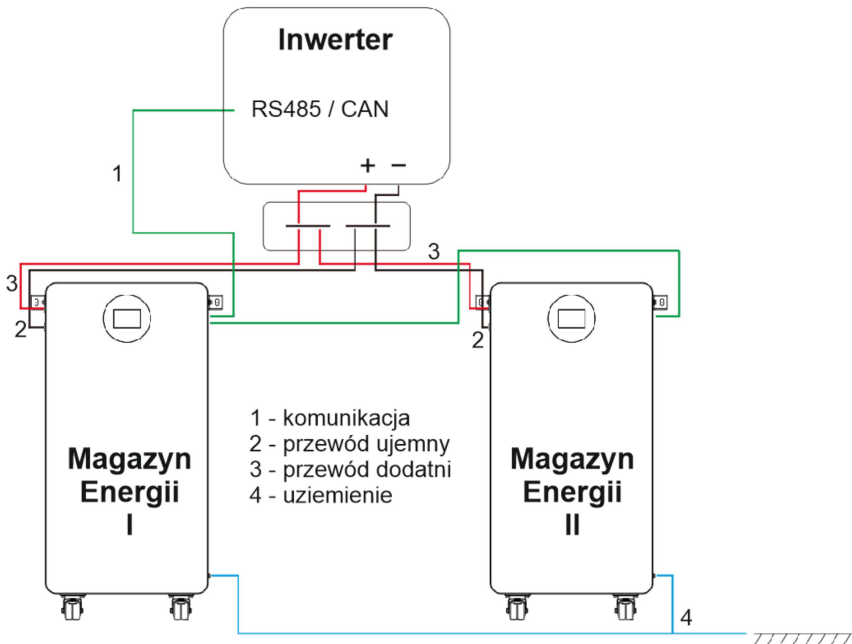 Inwerter
RS485 / CAN
+ −
1
3
3
2
2
1 - komunikacja
2 - przewód ujemny
3 - przewód dodatni
4 - uziemienie
Magazyn
Energii
I
Magazyn
Energii
II
4